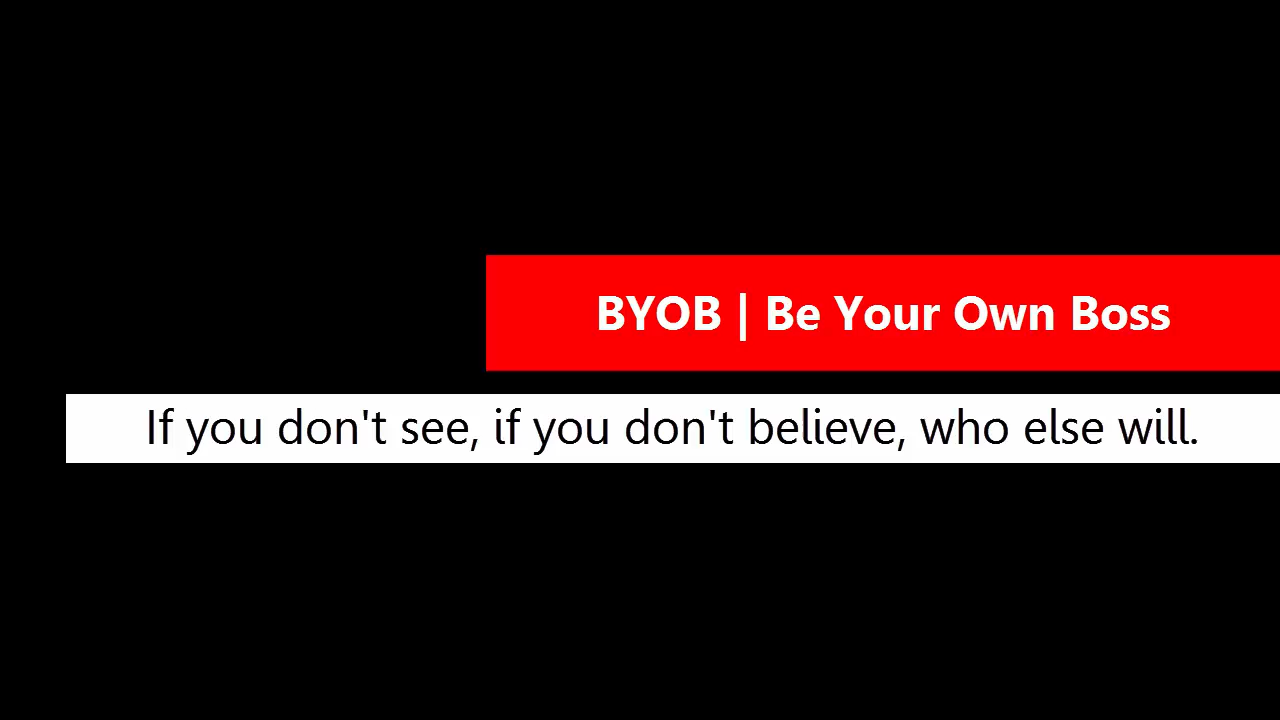 BYOB | Be Your Own Boss
If you don't see, if you don't believe, who else will.